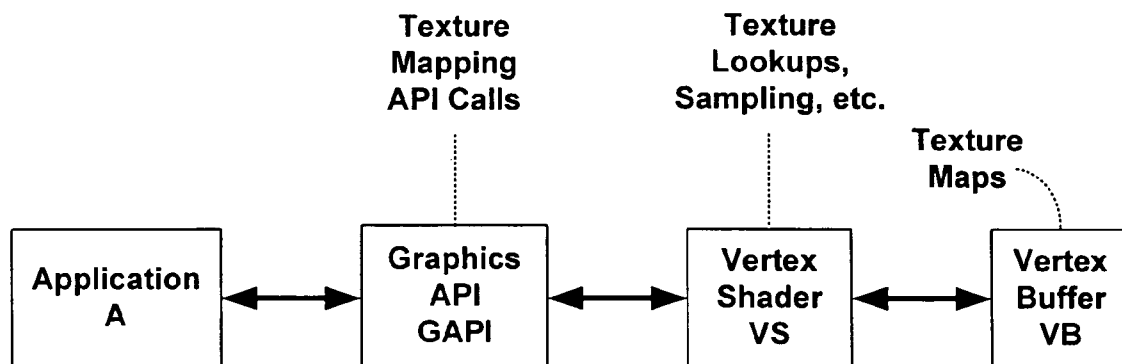 Texture
Mapping
API Calls
Texture
Lookups,
Sampling, etc.
Texture
Maps
Application
A
Graphics
API
GAPI
Vertex
Shader
VS
Vertex
Buffer
VB